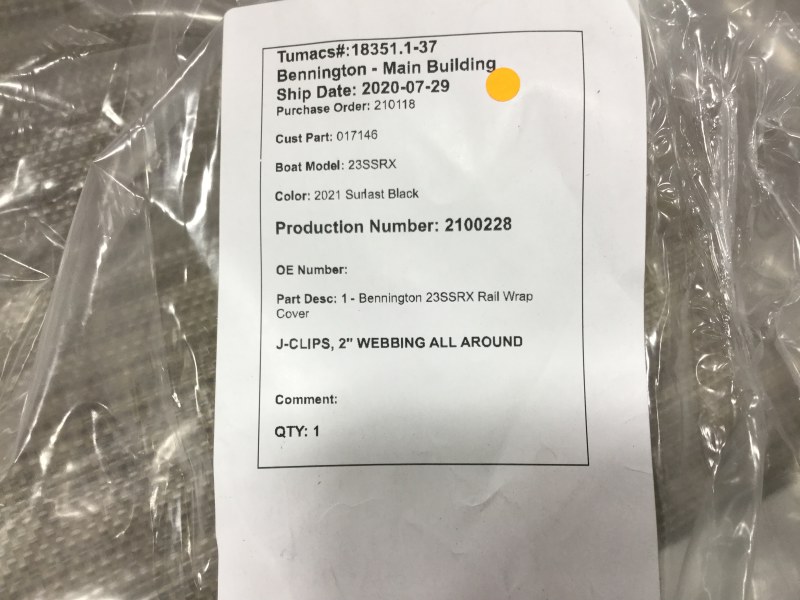 Tumacs#:18351.1-37
Bennington - Main Building
Ship Date: 2020-07-29
Purchase Order: 210118
Cust Part: 017146
Boat Model: 23SSRX
Color: 2021 Surlast Black
Production Number: 2100228
OE Number:
Part Desc: 1 - Bennington 23SSRX Rail Wrap
Cover
J-CLIPS, 2" WEBBING ALL AROUND
Comment:
QTY: 1